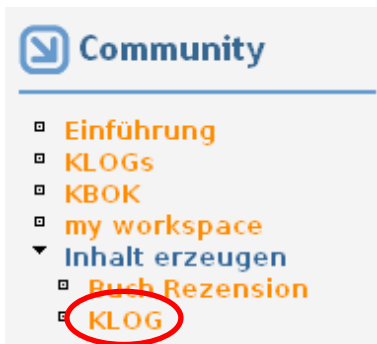 Community
Einführung
KLOGs
KBOK
my workspace
Inhalt erzeugen
Buch Rezension
KLOG